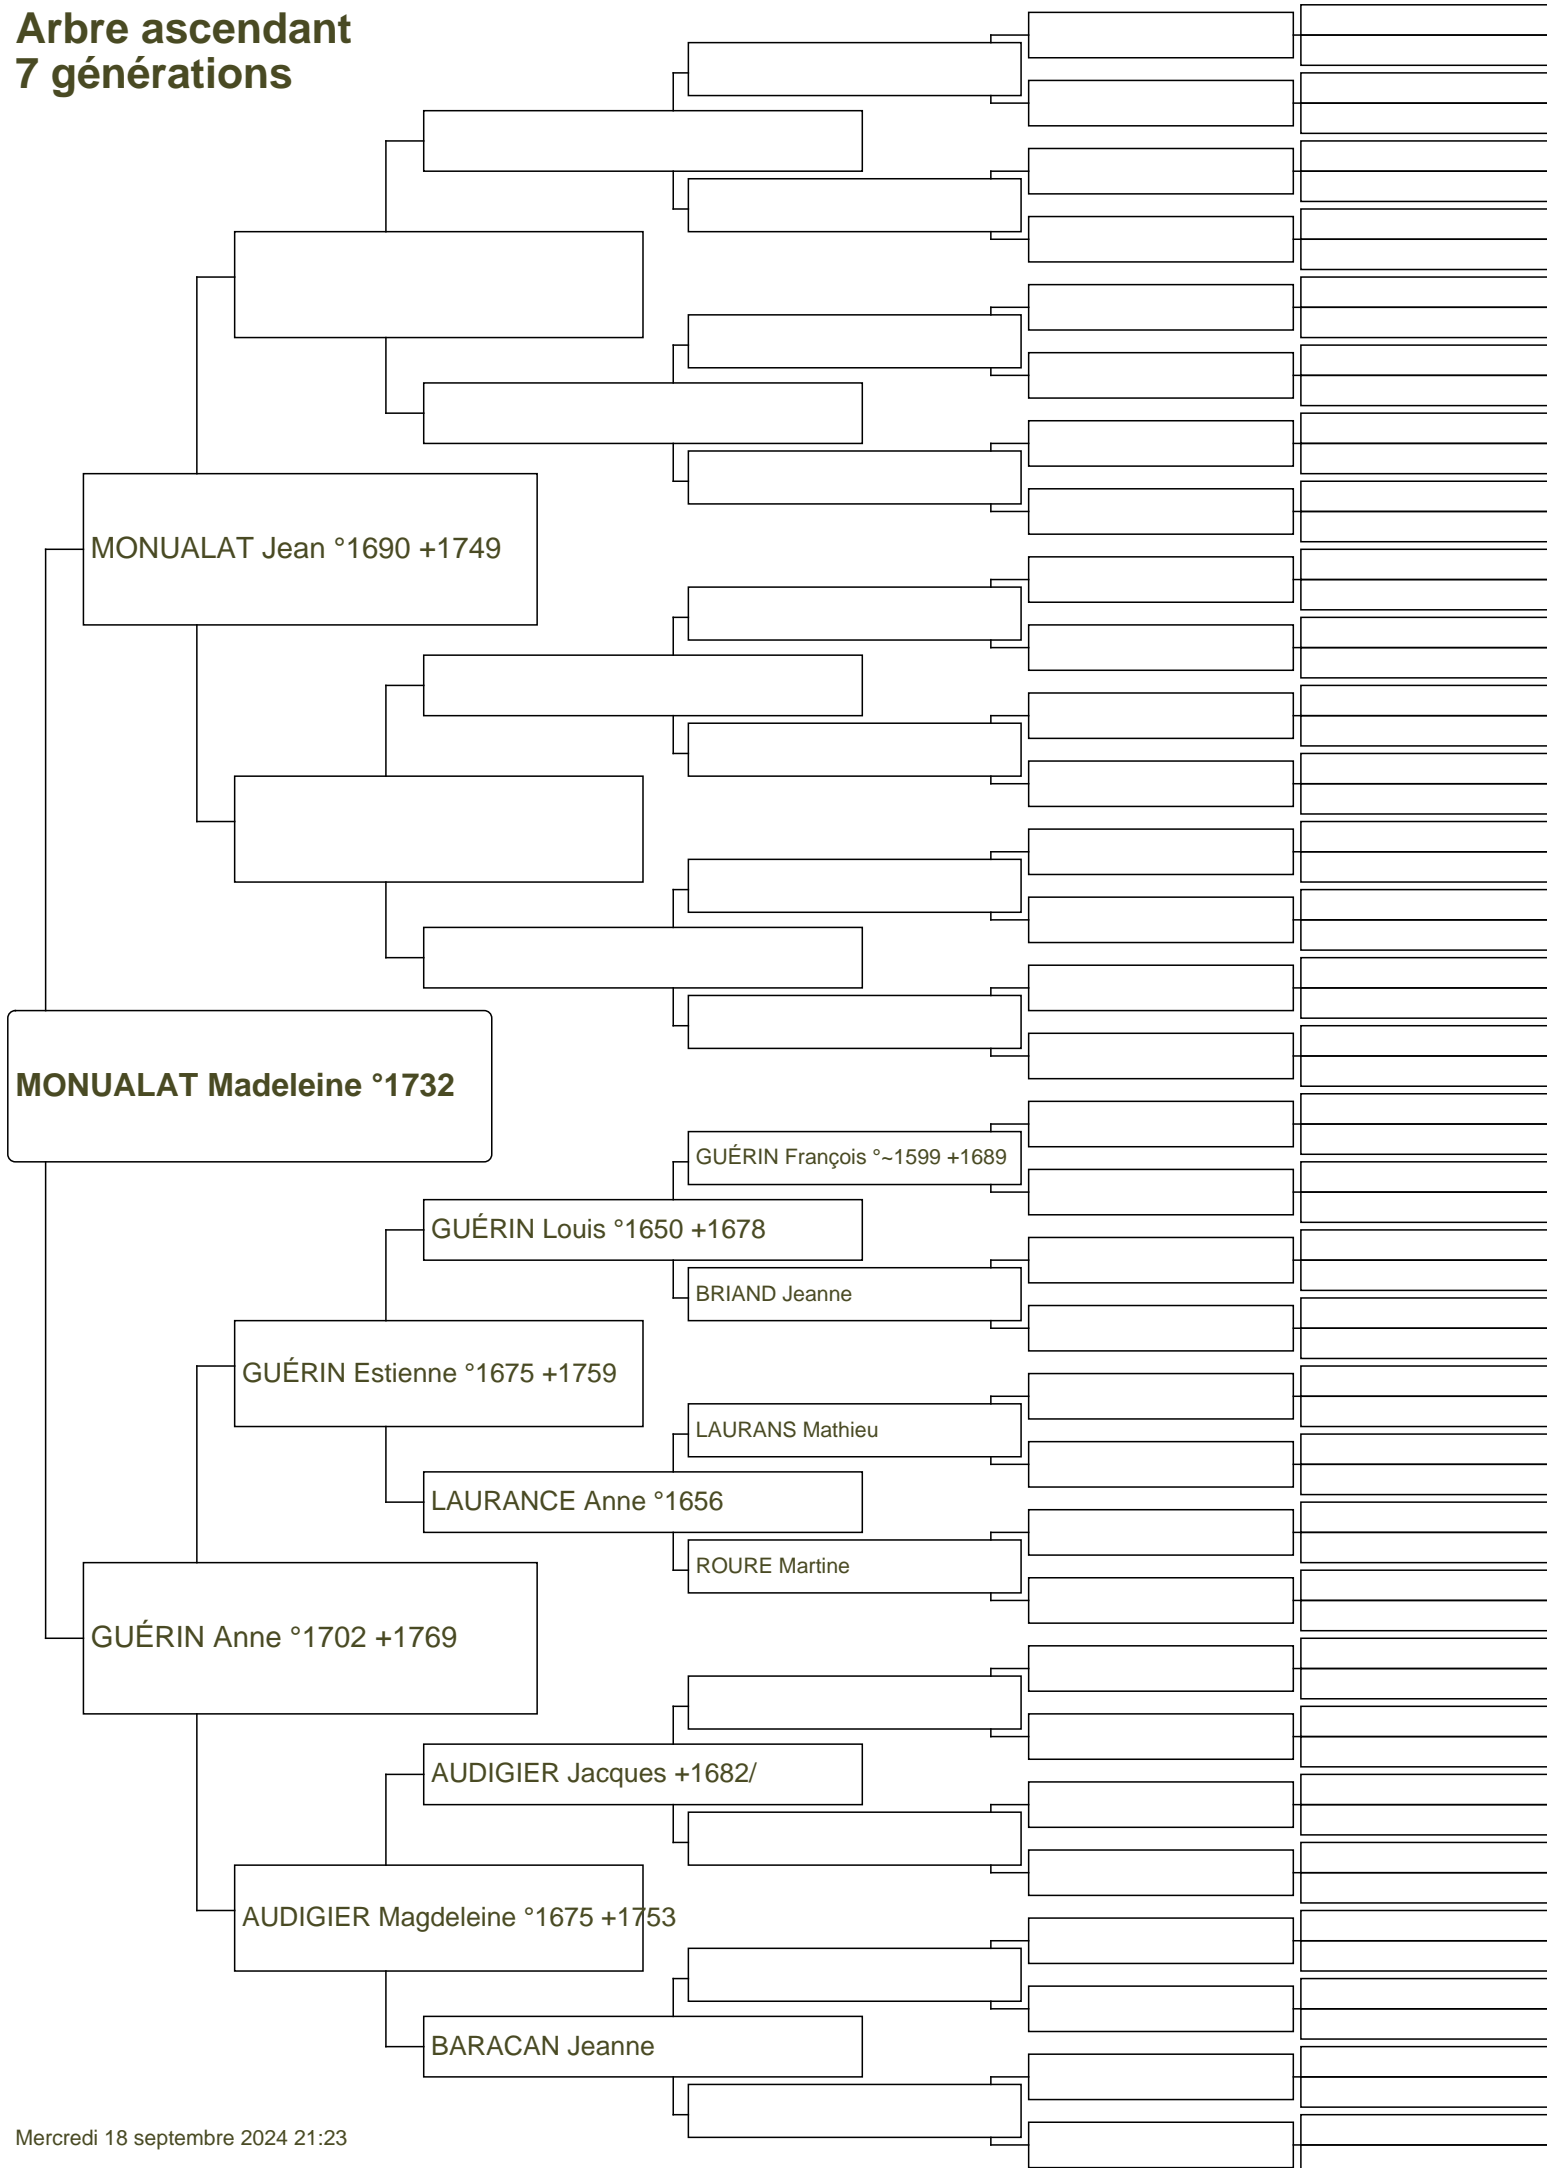 Arbre ascendant
7 générations
MONUALAT Jean °1690 +1749
MONUALAT Madeleine °1732
GUÉRIN François °~1599 +1689
GUÉRIN Louis °1650 +1678
BRIAND Jeanne
GUÉRIN Estienne °1675 +1759
LAURANS Mathieu
LAURANCE Anne °1656
ROURE Martine
GUÉRIN Anne °1702 +1769
AUDIGIER Jacques +1682/
AUDIGIER Magdeleine °1675 +1753
BARACAN Jeanne
Mercredi 18 septembre 2024 21:23